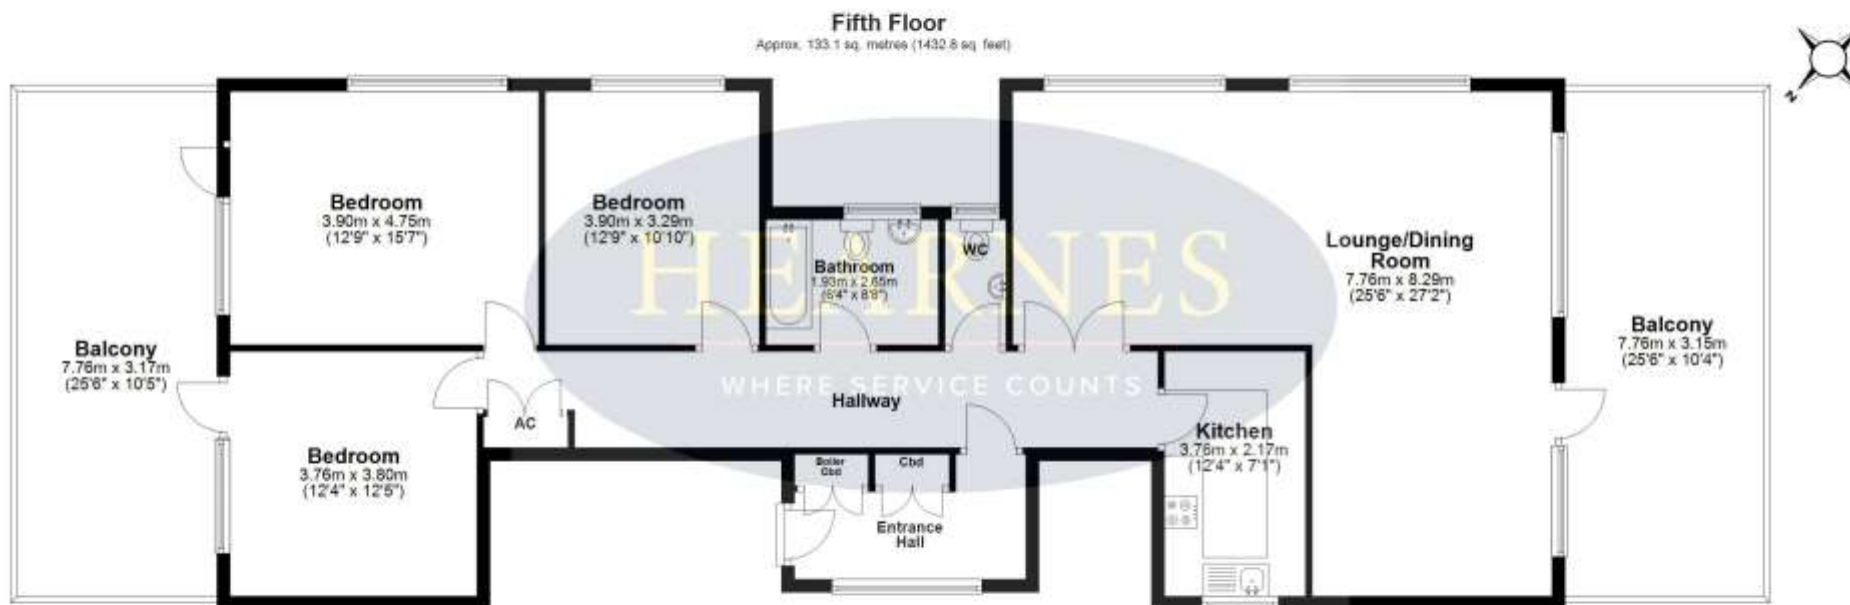 Fifth Floor
Approx. 133.1 sq. metres (1432.8 sq. feet)
N
Bedroom
3.90m x 4.75m
(12'9" x 15'7")
Bedroom
3.90m x 3.29m
(12'9" x 10'10")
Bathroom
1.93m x 2.65m
(6'4" x 8'8")
WC
Lounge/Dining
Room
7.76m x 8.29m
(25'6" x 27'2")
HEARNES
WHERE SERVICE COUNTS
Balcony
7.76m x 3.17m
(25'6" x 10'5")
Balcony
7.76m x 3.15m
(25'6" x 10'4")
Hallway
AC
Bedroom
3.76m x 3.80m
(12'4" x 12'5")
Kitchen
3.76m x 2.17m
(12'4" x 7'1")
Boiler
Cbd
Cbd
Entrance
Hall